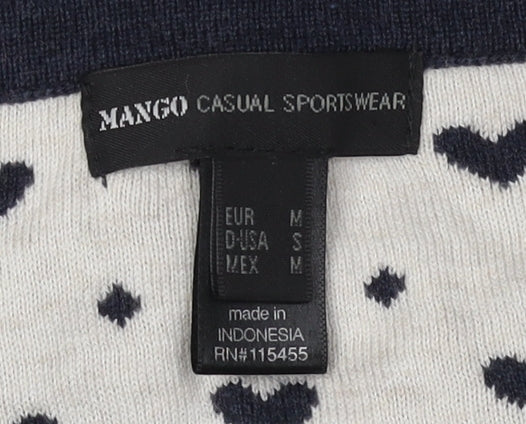 MANGO CASUAL SPORTSWEAR
EUR M
D-USA S
MEX M
made in
INDONESIA
RN#115455